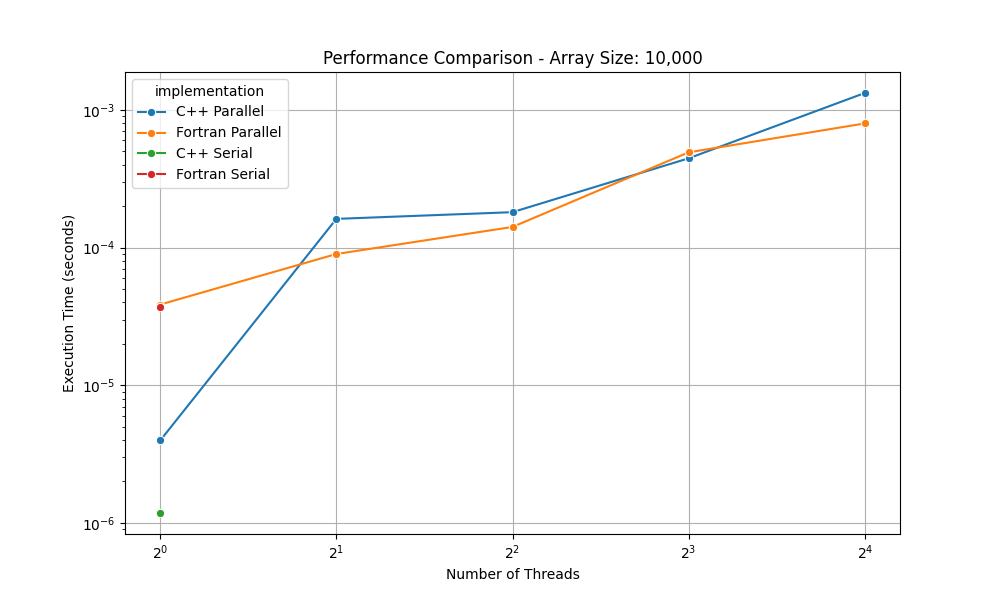 Performance Comparison - Array Size: 10,000
implementation
C++ Parallel
Fortran Parallel
C++ Serial
Fortran Serial
Execution Time (seconds)
10⁻³
10⁻⁴
10⁻⁵
10⁻⁶
2⁰ 2¹ 2² 2³ 2⁴
Number of Threads